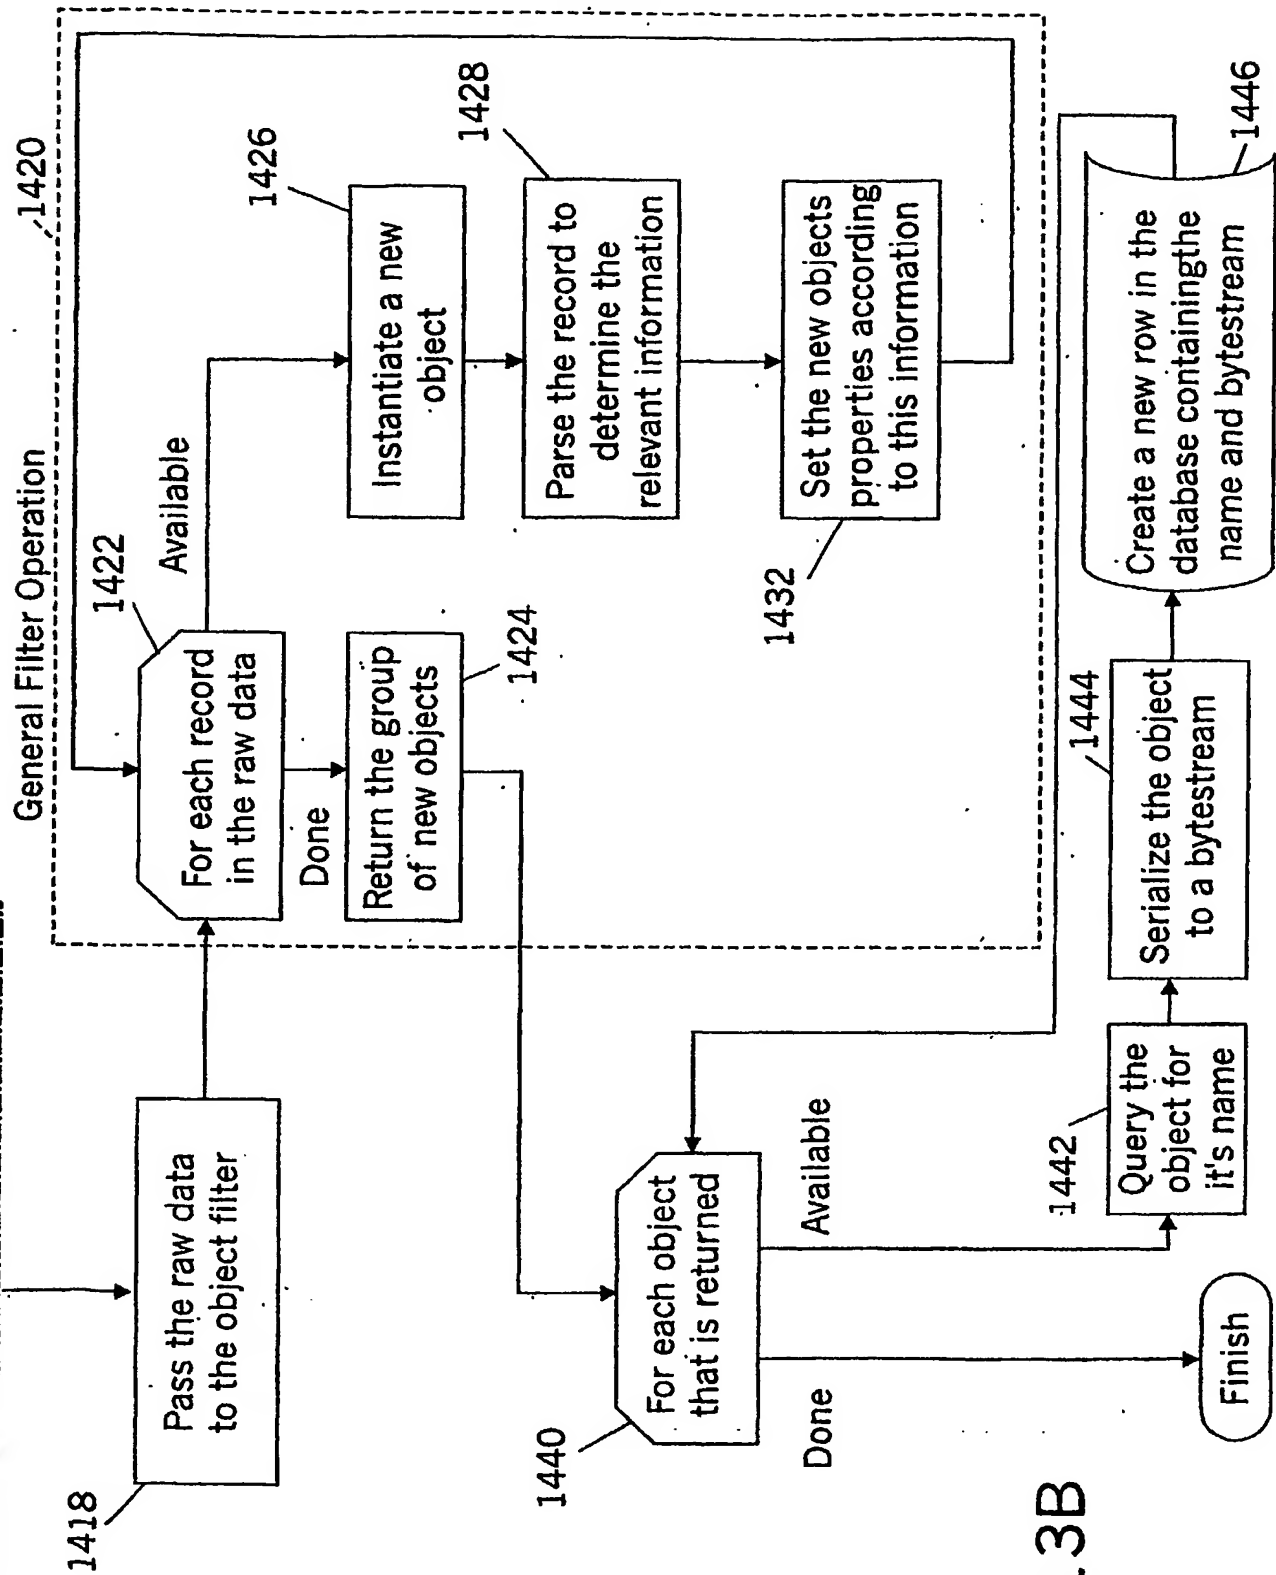 General Filter Operation
1420
1418
Pass the raw data
to the object filter
1422
For each record
in the raw data
Available
Done
1424
Return the group
of new objects
1426
Instantiate a new
object
1428
Parse the record to
determine the
relevant information
1432
Set the new objects
properties according
to this information
1440
For each object
that is returned
Available
Done
1442
Query the
object for
it's name
1444
Serialize the object
to a bytestream
1446
Create a new row in the
database containingthe
name and bytestream
Finish
3B